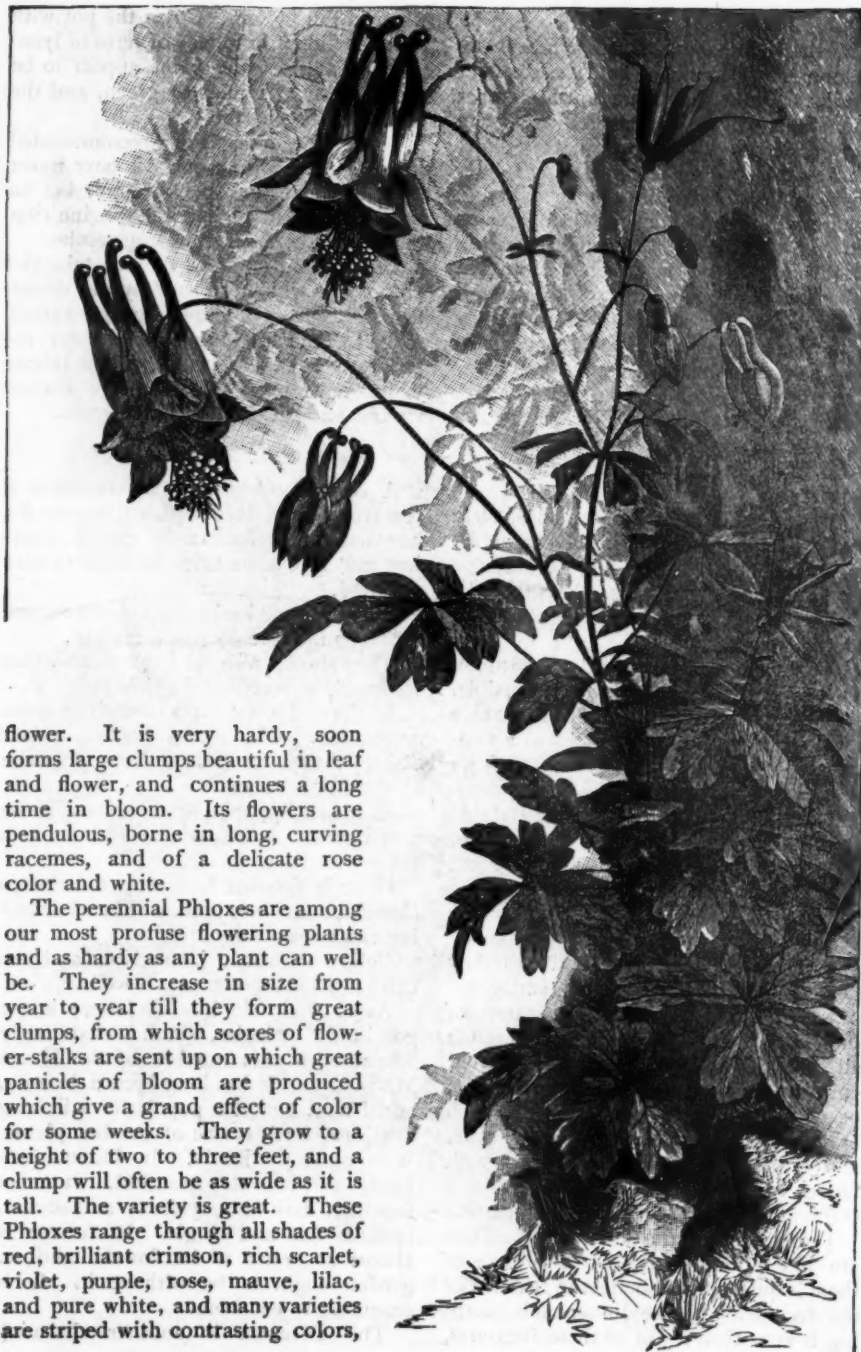 flower. It is very hardy, soon
forms large clumps beautiful in leaf
and flower, and continues a long
time in bloom. Its flowers are
pendulous, borne in long, curving
racemes, and of a delicate rose
color and white.
The perennial Phloxes are among
our most profuse flowering plants
and as hardy as any plant can well
be. They increase in size from
year to year till they form great
clumps, from which scores of flow-
er-stalks are sent up on which great
panicles of bloom are produced
which give a grand effect of color
for some weeks. They grow to a
height of two to three feet, and a
clump will often be as wide as it is
tall. The variety is great. These
Phloxes range through all shades of
red, brilliant crimson, rich scarlet,
violet, purple, rose, mauve, lilac,
and pure white, and many varieties
are striped with contrasting colors,